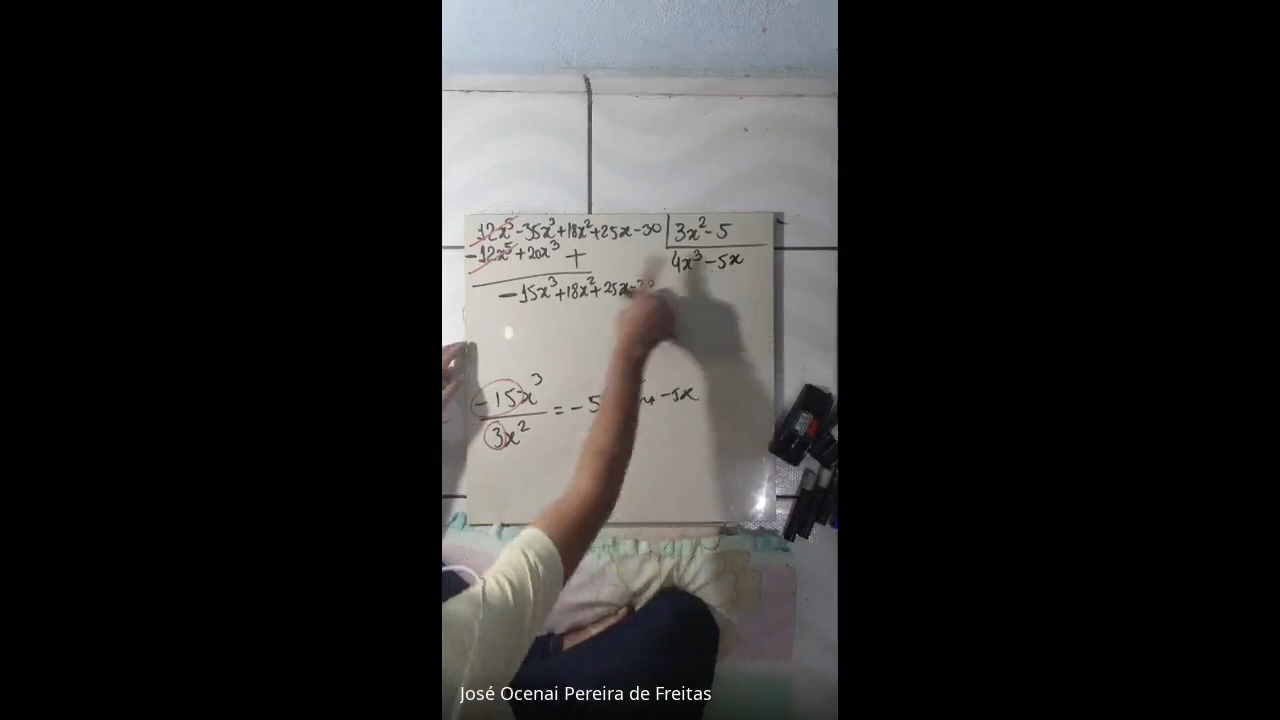 12x⁵-35x³+18x²+25x-30 | 3x²-5
-12x⁵+20x³ + 4x³-5x
-15x³+18x²+25x
-15x³
= -5 -5x
3x²
José Ocenai Pereira de Freitas